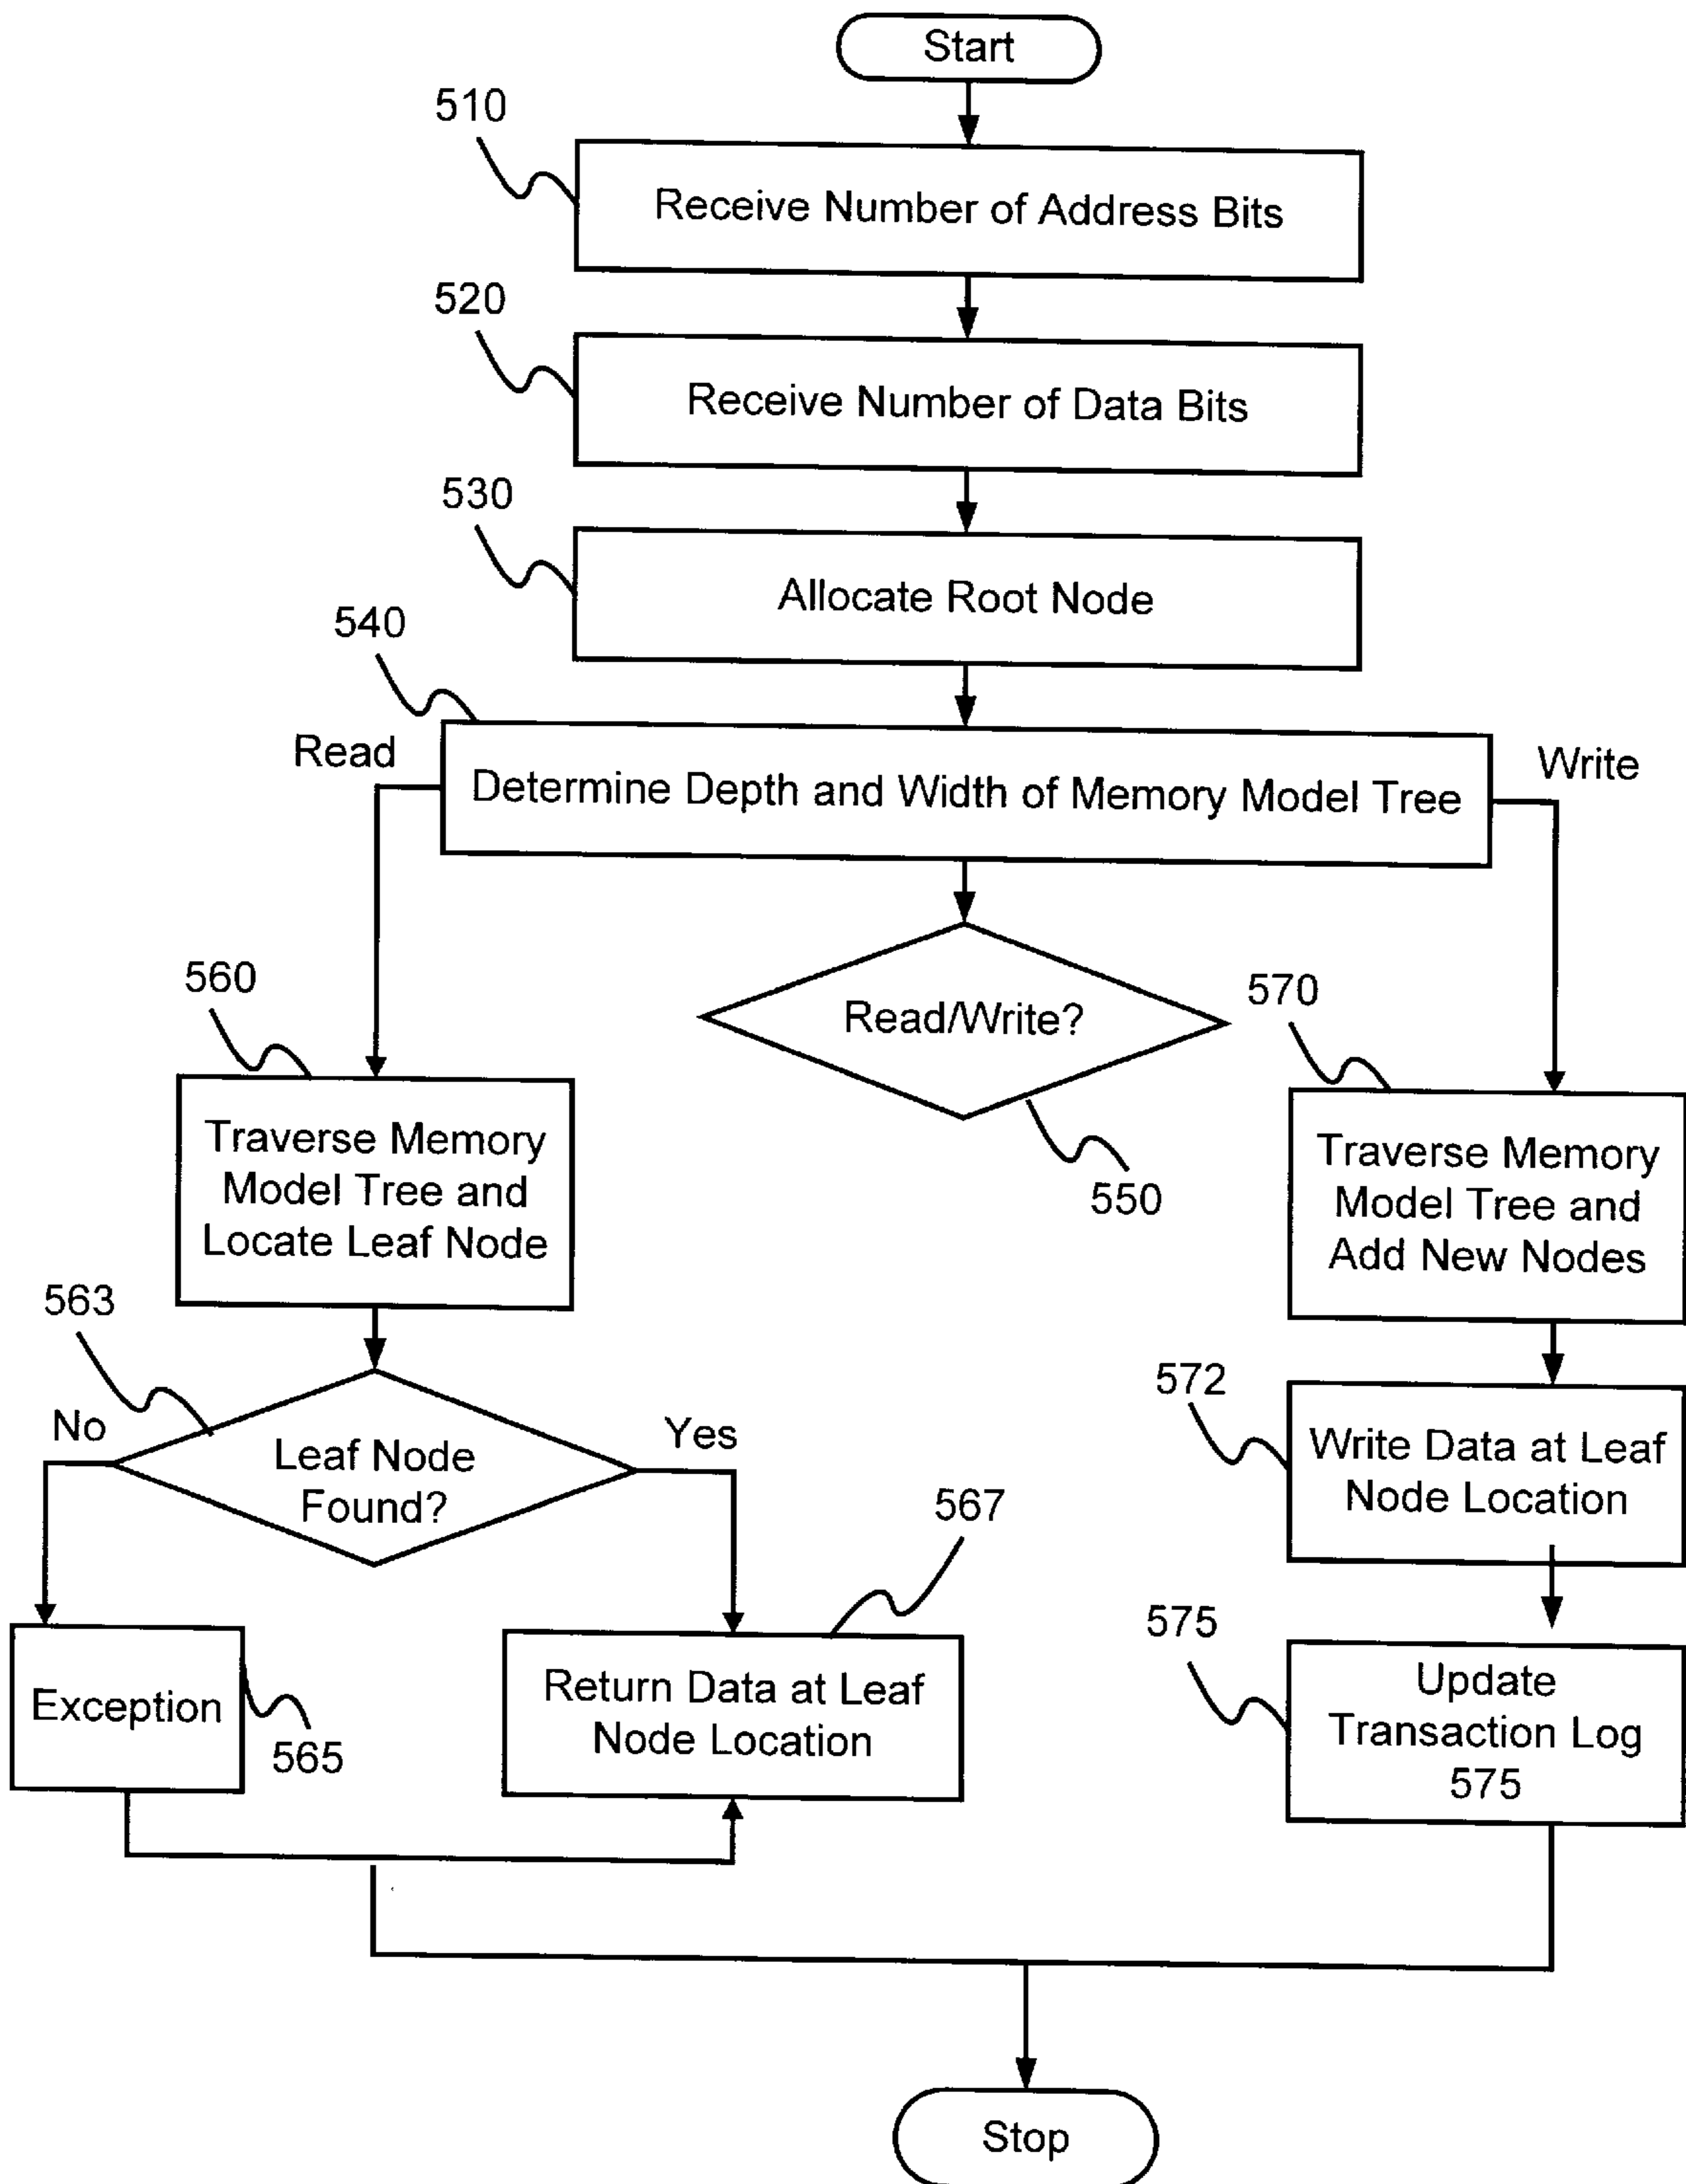 Start
510
Receive Number of Address Bits
520
Receive Number of Data Bits
530
Allocate Root Node
540
Read
Determine Depth and Width of Memory Model Tree
Write
Read/Write?
550
560
Traverse Memory
Model Tree and
Locate Leaf Node
570
Traverse Memory
Model Tree and
Add New Nodes
563
No
Leaf Node
Found?
Yes
572
Write Data at Leaf
Node Location
Exception
565
567
Return Data at Leaf
Node Location
575
Update
Transaction Log
575
Stop